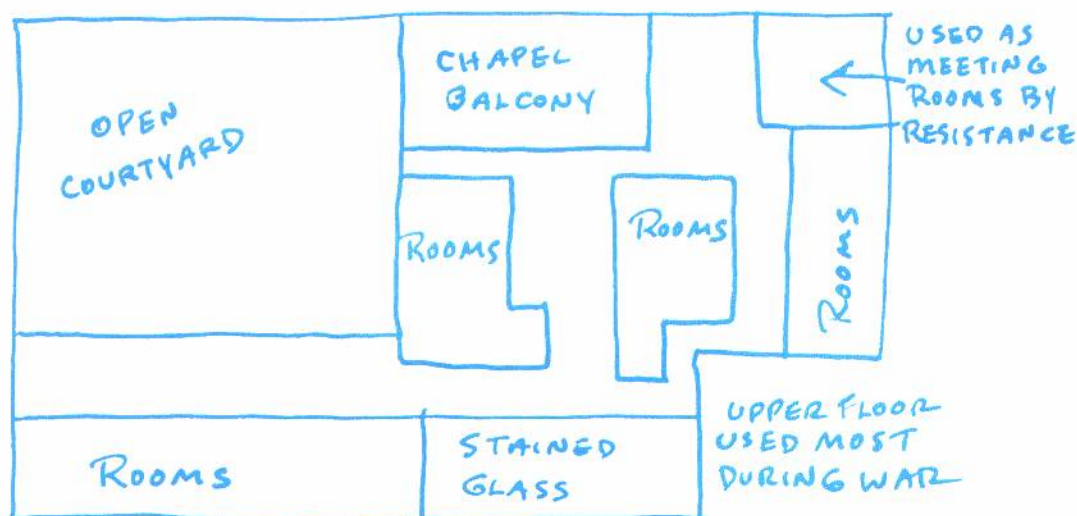 OPEN
COURTYARD
CHAPEL
BALCONY
USED AS
MEETING
ROOMS BY
RESISTANCE
ROOMS
ROOMS
ROOMS
ROOMS
STAINED
GLASS
UPPER FLOOR
USED MOST
DURING WAR